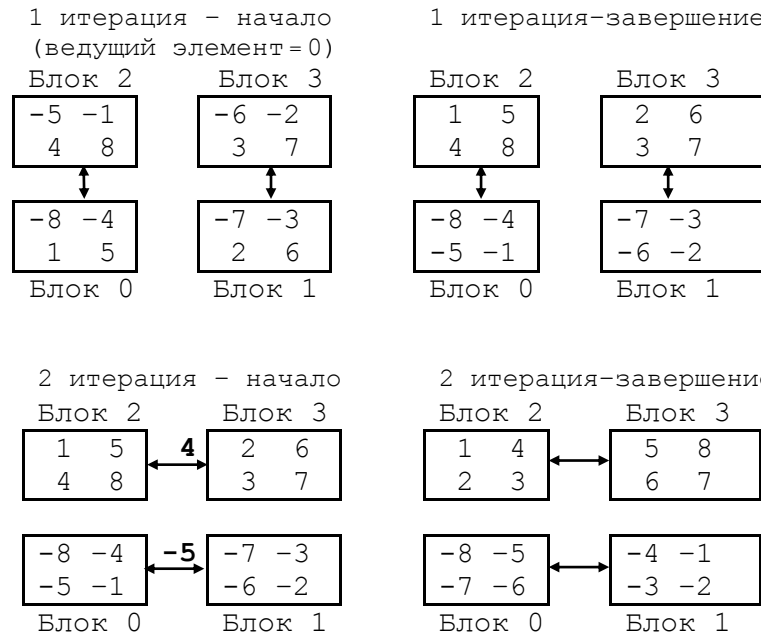 1 итерация – начало
(ведущий элемент=0)
Блок 2 Блок 3
-5 -1 -6 -2
4 8 3 7
-8 -4 -7 -3
1 5 2 6
Блок 0 Блок 1
1 итерация-завершение
Блок 2 Блок 3
1 5 2 6
4 8 3 7
-8 -4 -7 -3
-5 -1 -6 -2
Блок 0 Блок 1
2 итерация – начало
Блок 2 Блок 3
1 5 4 2 6
4 8 3 7
-8 -4 -5 -7 -3
-5 -1 -6 -2
Блок 0 Блок 1
2 итерация-завершени
Блок 2 Блок 3
1 4 5 8
2 3 6 7
-8 -5 -4 -1
-7 -6 -3 -2
Блок 0 Блок 1